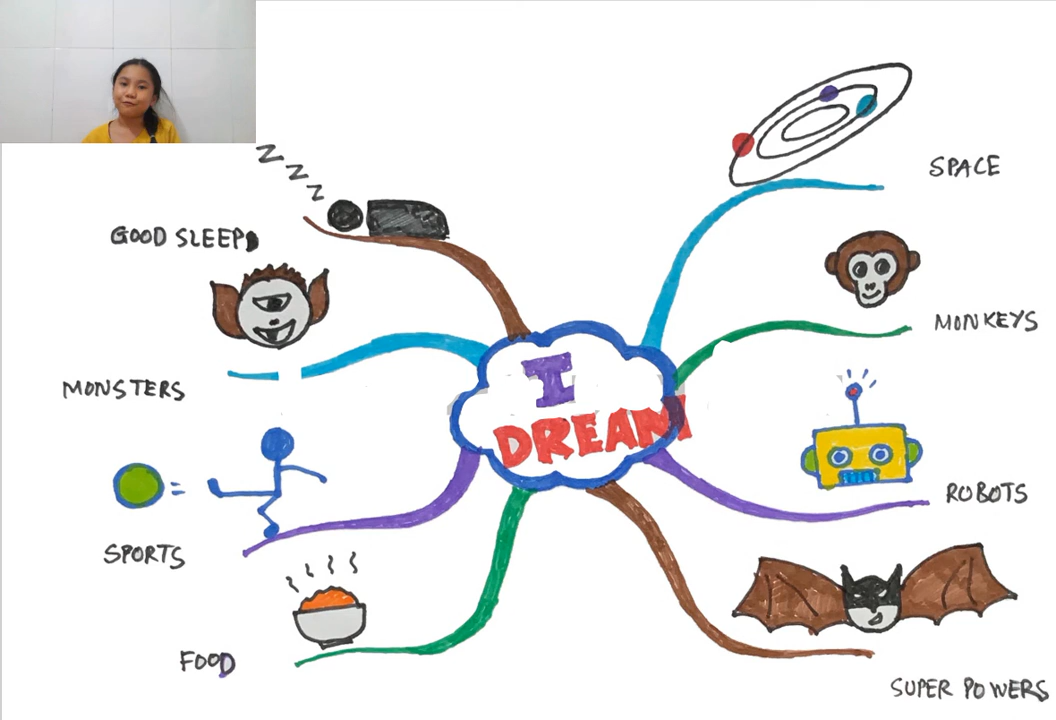 Z
Z
Z
SPACE
GOOD SLEEP
MONKEYS
I
DREAM
MONSTERS
ROBOTS
SPORTS
FOOD
SUPER POWERS